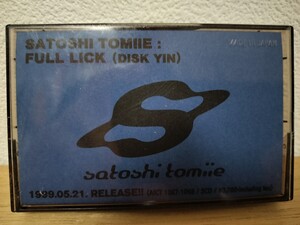 SATOSHI TOMIIE :
FULL LICK (DISK YIN)
satoshi tomiie
1999.05.21. RELEASE!!